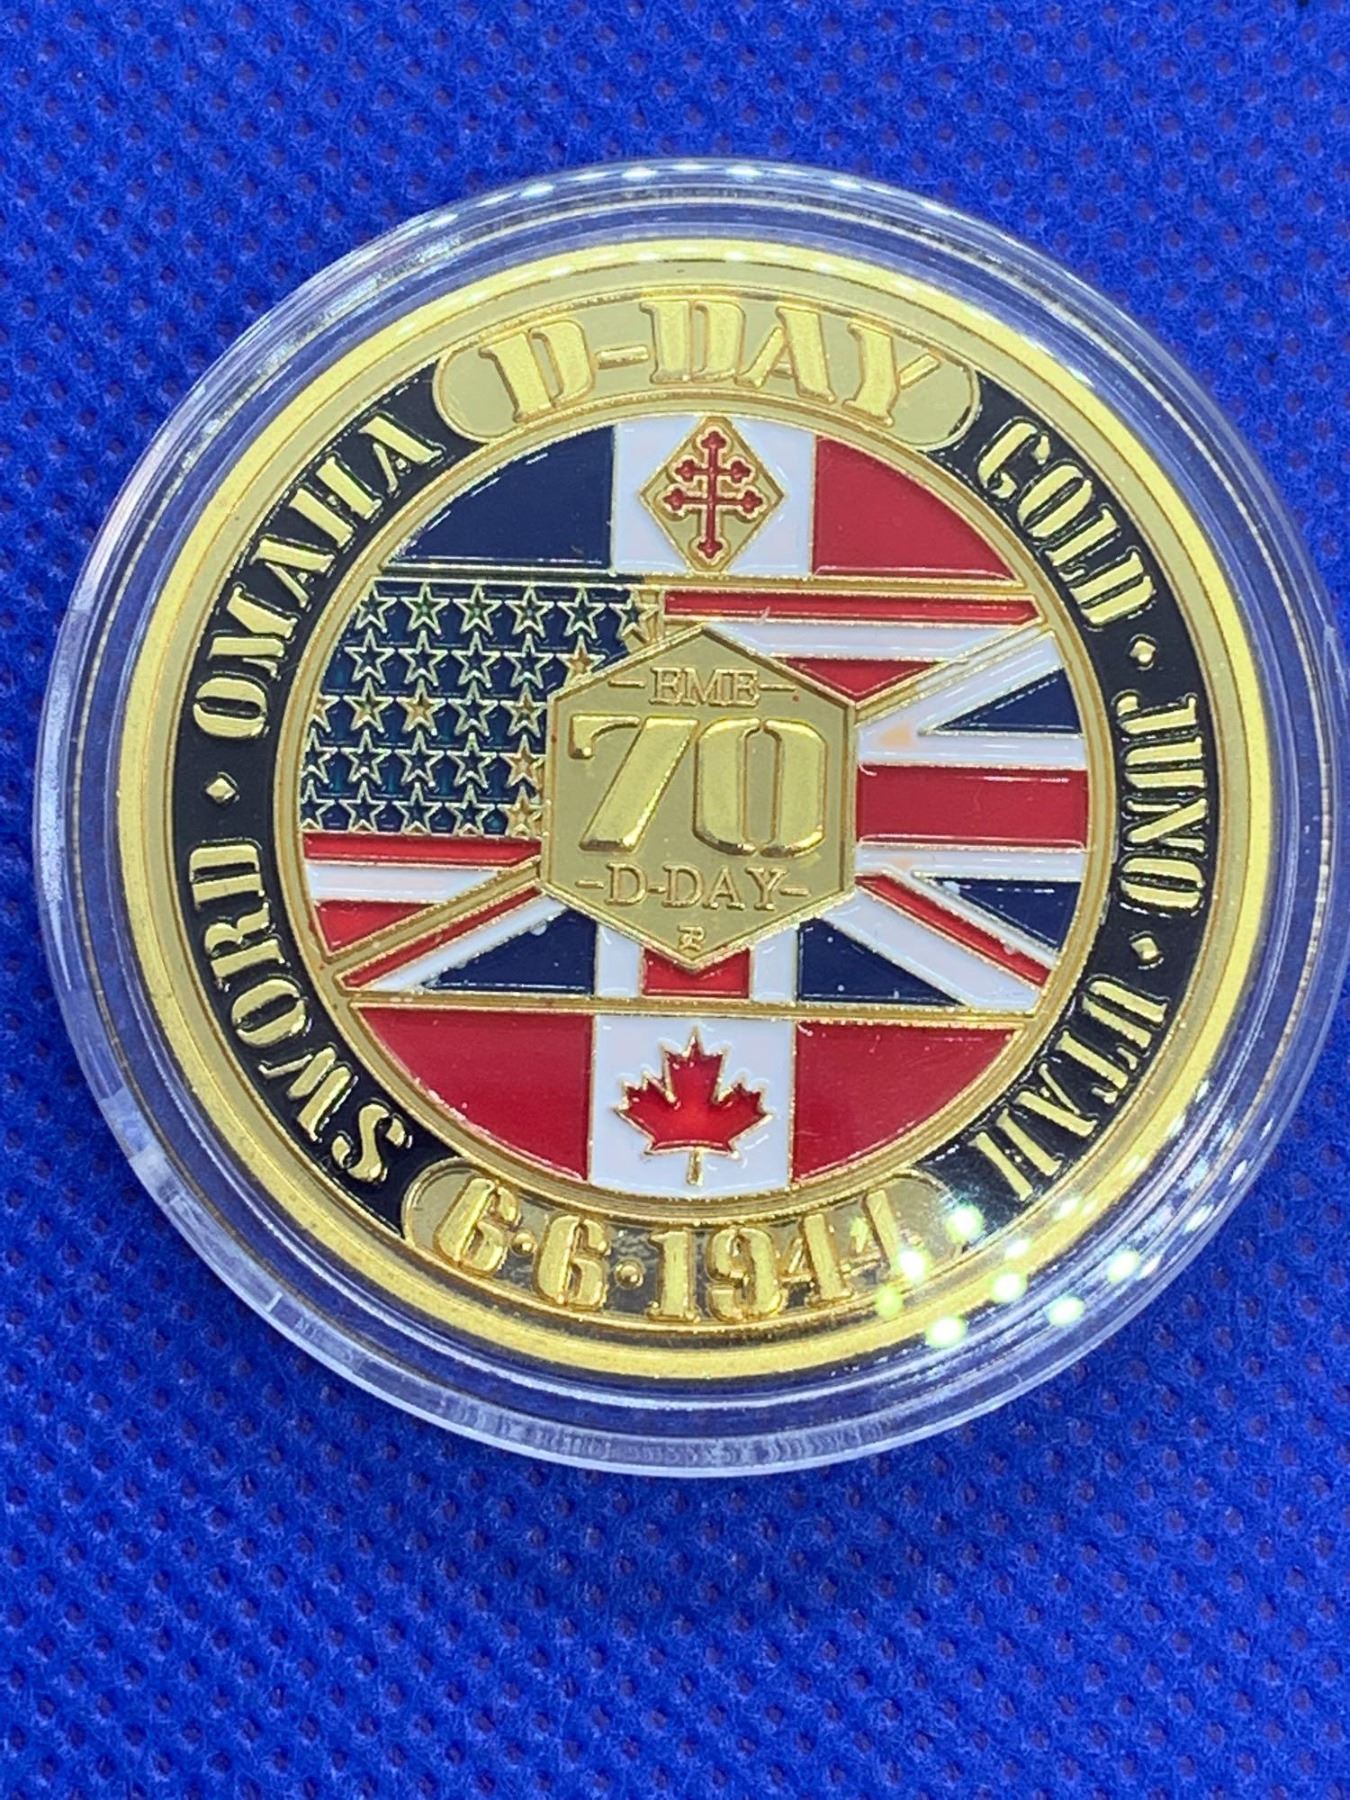 D-DAY
OMAHA · SWORD
GOLD · JUNO · UTAH
-EME-
70
-D-DAY-
6·6·1944